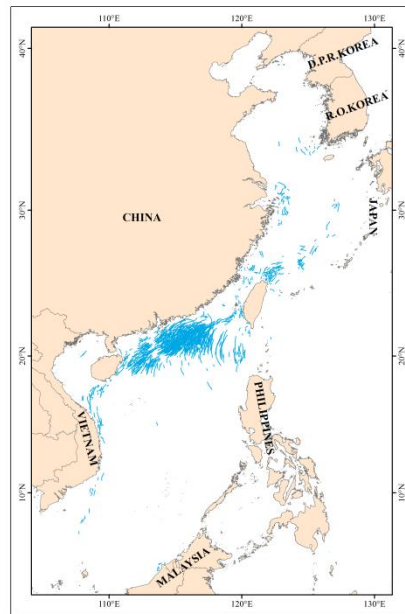 110°E 120°E 130°E
40°N 40°N
D.P.R.KOREA
R.O.KOREA
30°N 30°N
JAPAN
CHINA
20°N 20°N
VIETNAM
PHILIPPINES
10°N 10°N
MALAYSIA
110°E 120°E 130°E